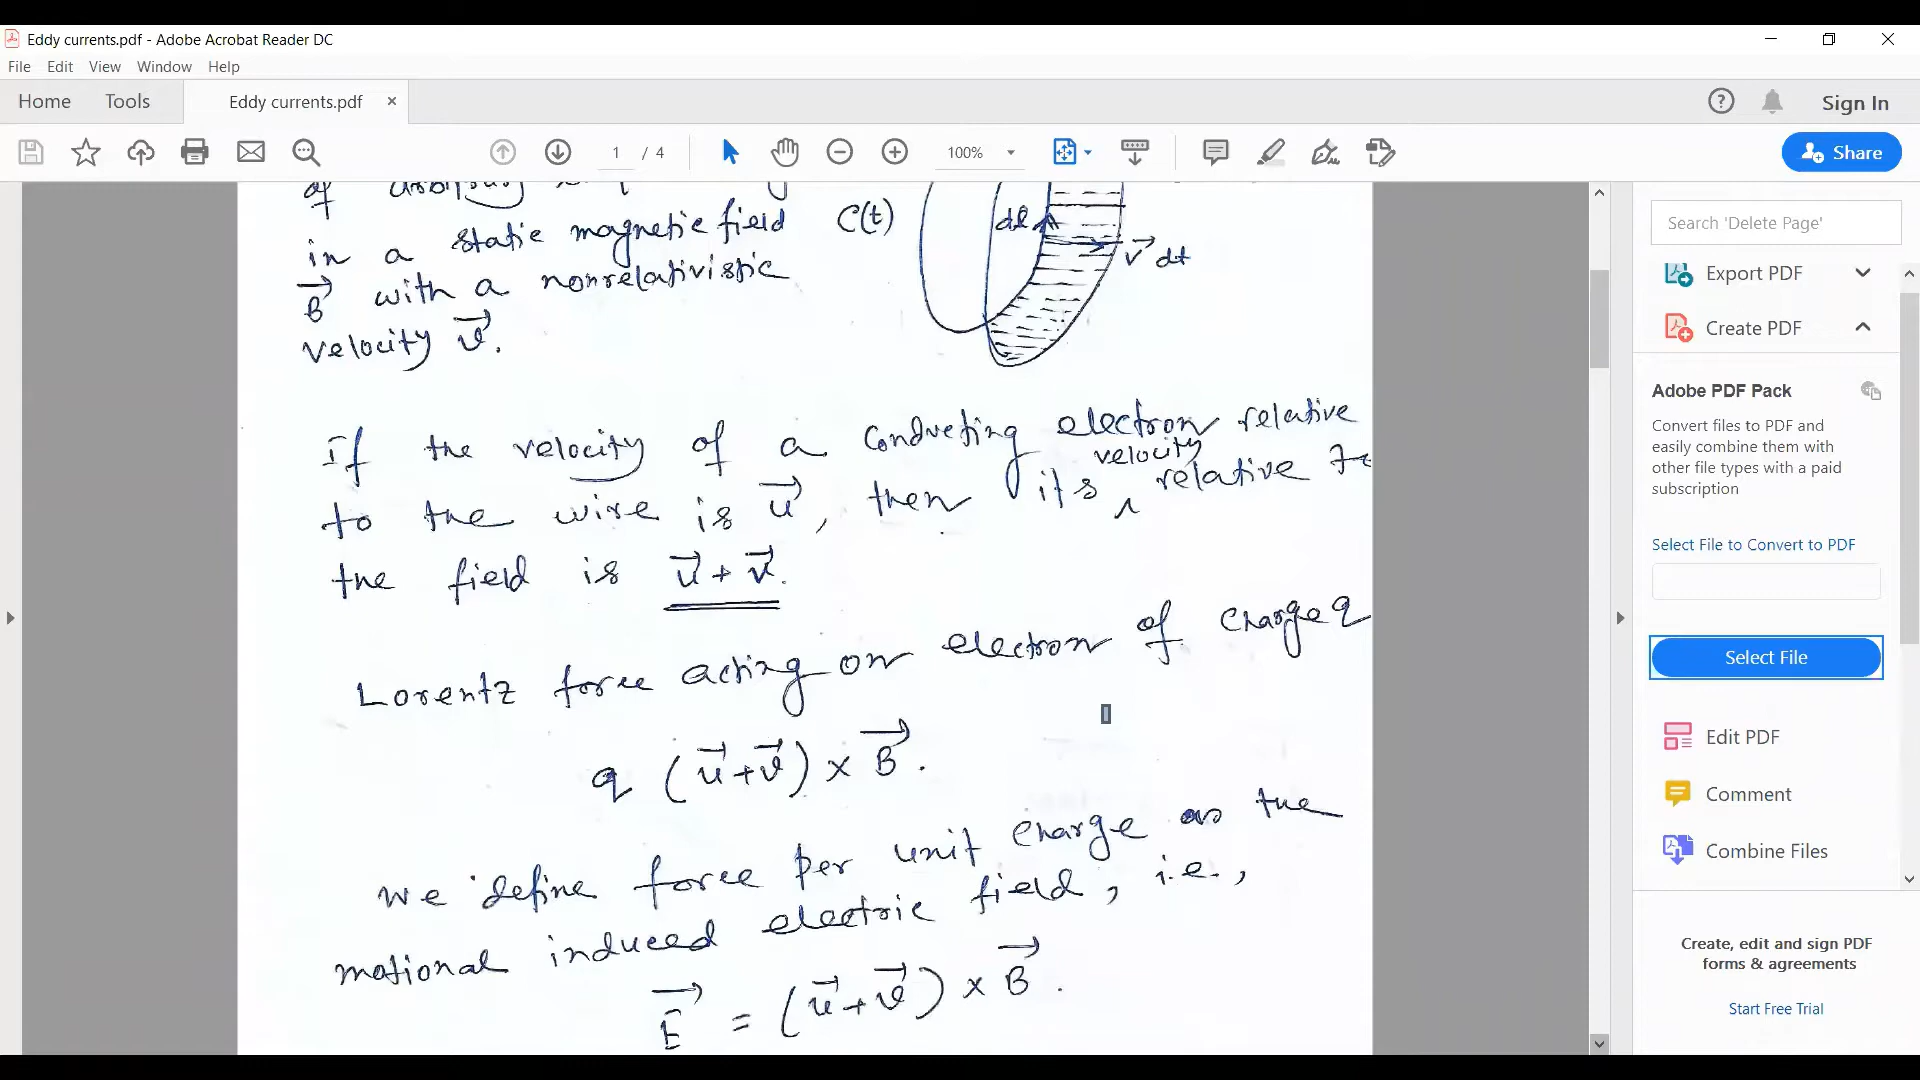 Eddy currents.pdf - Adobe Acrobat Reader DC
File Edit View Window Help
Home Tools Eddy currents.pdf ×
? Sign In
1 / 4 100% Share
of
in a static magnetic field
B⃗ with a nonrelativistic
velocity v⃗.
C(t) dl v⃗ dt
If the velocity of a conducting electron relative
to the wire is u⃗, then its velocity relative to
the field is u⃗ + v⃗.
Lorentz force acting on electron of charge q
q (u⃗+v⃗) × B⃗.
We define force per unit charge as the
motional induced electric field, i.e.,
E⃗ = (u⃗+v⃗) × B⃗.
Search 'Delete Page'
Export PDF
Create PDF
Adobe PDF Pack
Convert files to PDF and
easily combine them with
other file types with a paid
subscription
Select File to Convert to PDF
Select File
Edit PDF
Comment
Combine Files
Create, edit and sign PDF
forms & agreements
Start Free Trial